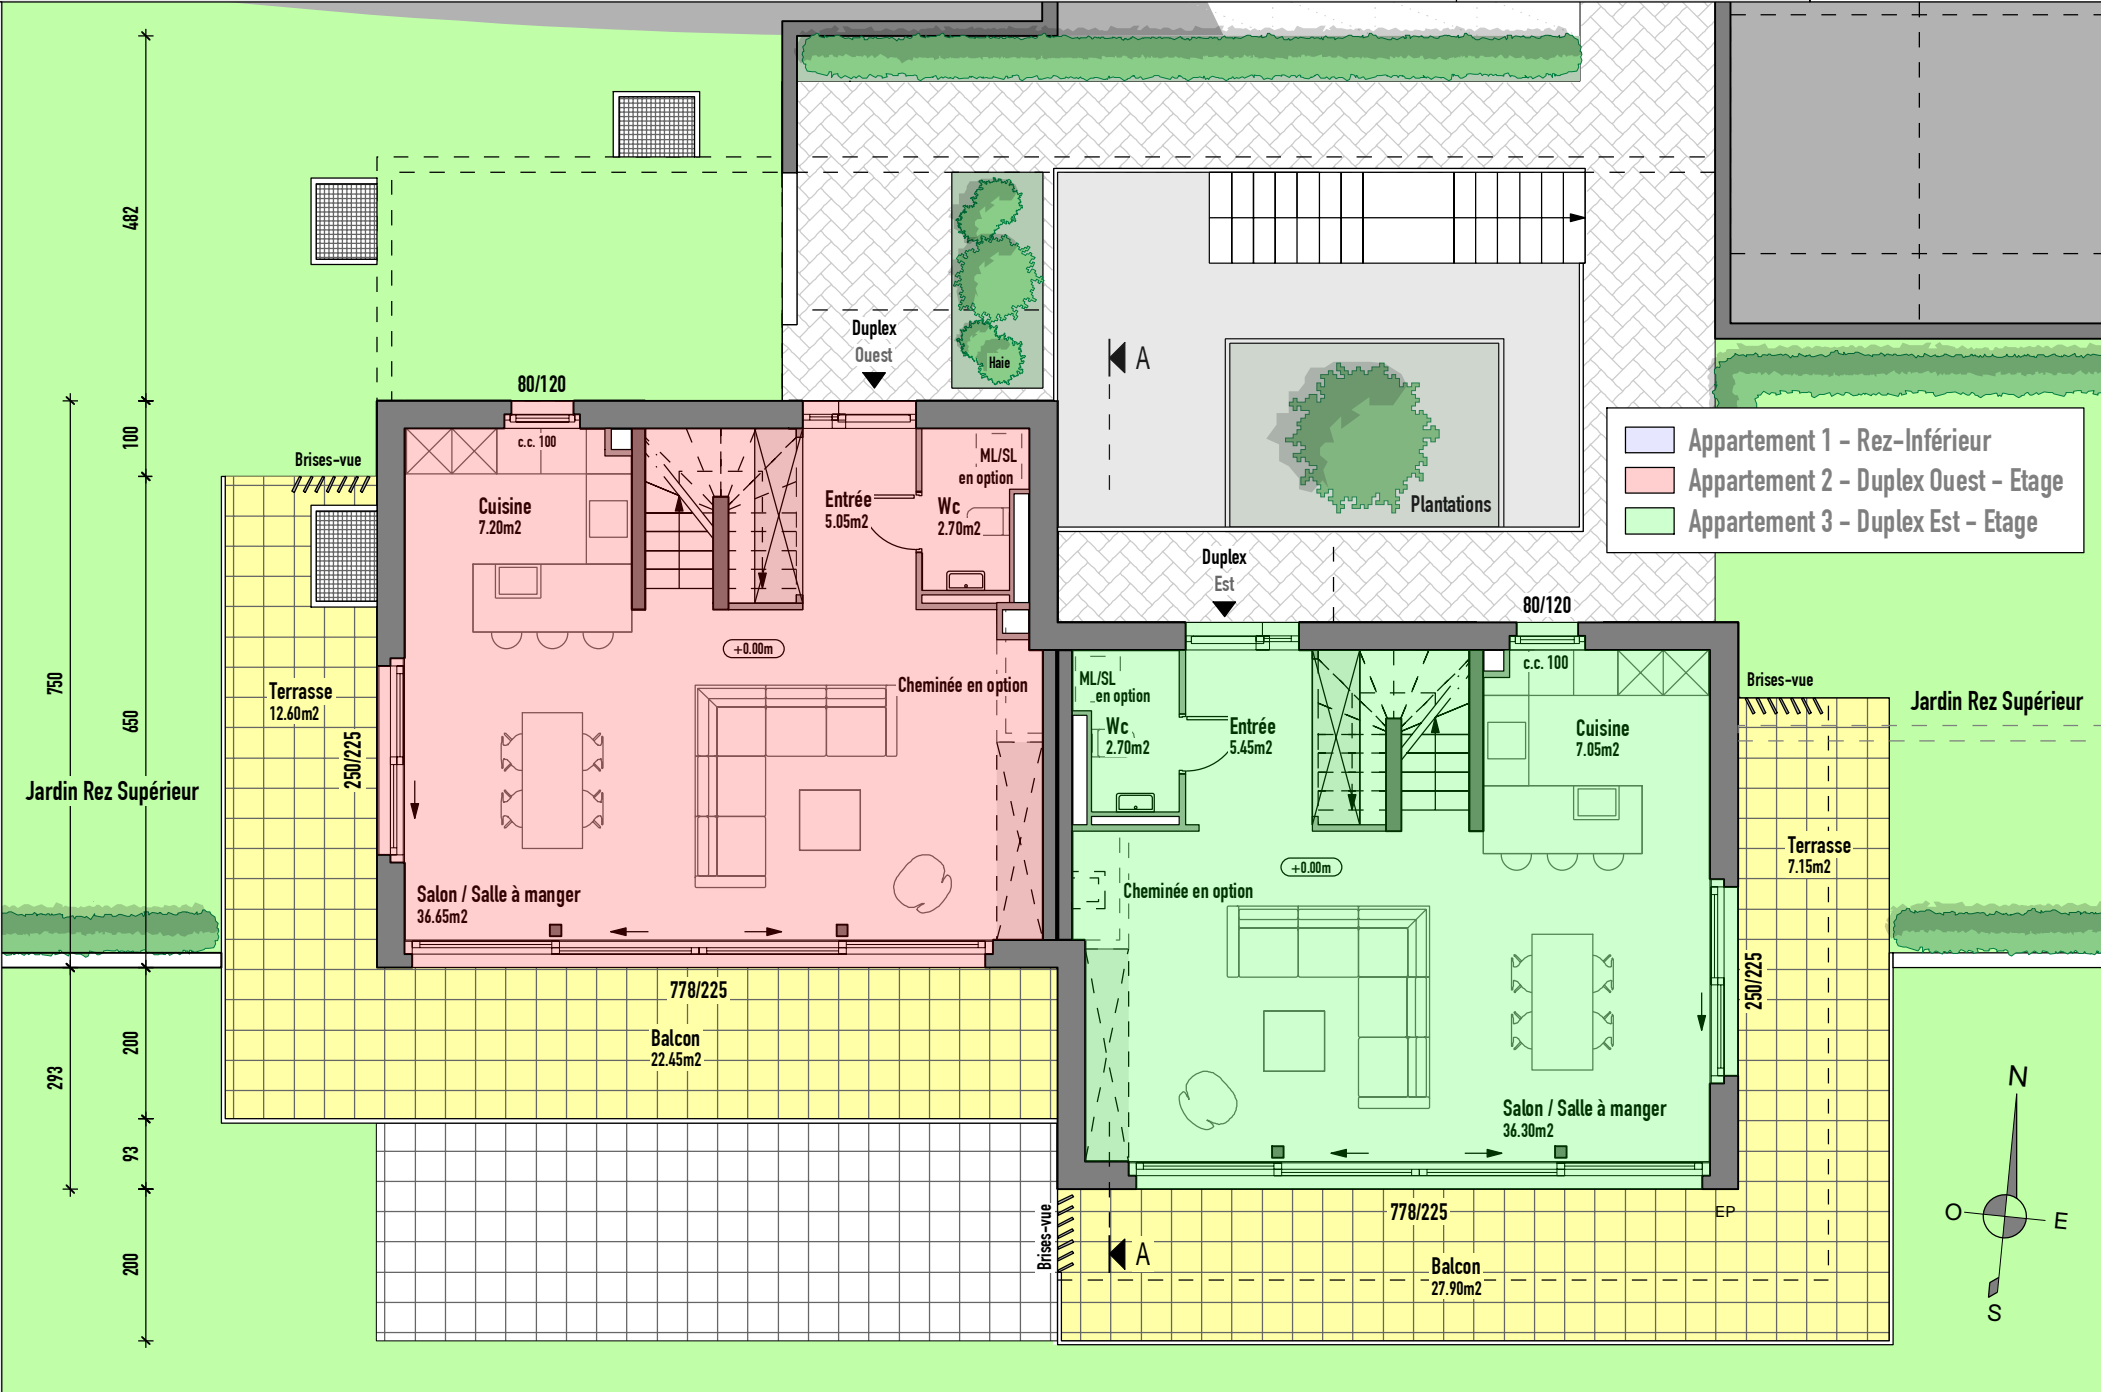 482
100
750
650
293
200
93
200
80/120
c.c. 100
Brises-vue
Cuisine
7.20m2
Duplex
Ouest
Haie
Entrée
5.05m2
ML/SL
en option
Wc
2.70m2
+0.00m
Cheminée en option
Terrasse
12.60m2
250/225
Jardin Rez Supérieur
Salon / Salle à manger
36.65m2
778/225
Balcon
22.45m2
A
Plantations
Appartement 1 - Rez-Inférieur
Appartement 2 - Duplex Ouest - Etage
Appartement 3 - Duplex Est - Etage
Duplex
Est
80/120
c.c. 100
ML/SL
en option
Wc
2.70m2
Entrée
5.45m2
Cuisine
7.05m2
Brises-vue
Jardin Rez Supérieur
+0.00m
Cheminée en option
Terrasse
7.15m2
250/225
Salon / Salle à manger
36.30m2
778/225
EP
Brises-vue
A
Balcon
27.90m2
N
O
E
S